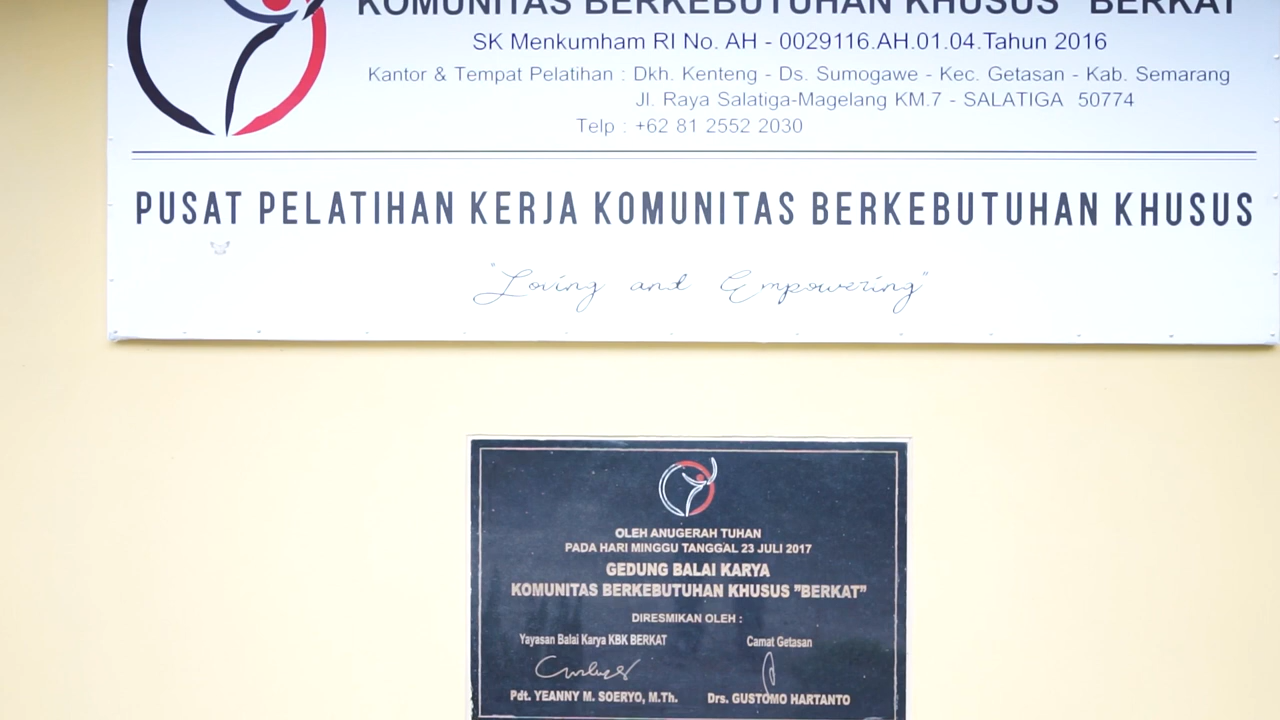 KOMUNITAS BERKEBUTUHAN KHUSUS "BERKAT"
SK Menkumham RI No. AH - 0029116.AH.01.04.Tahun 2016
Kantor & Tempat Pelatihan : Dkh. Kenteng - Ds. Sumogawe - Kec. Getasan - Kab. Semarang
Jl. Raya Salatiga-Magelang KM.7 - SALATIGA 50774
Telp : +62 81 2552 2030
PUSAT PELATIHAN KERJA KOMUNITAS BERKEBUTUHAN KHUSUS
"Loving and Empowering"
OLEH ANUGERAH TUHAN
PADA HARI MINGGU TANGGAL 23 JULI 2017
GEDUNG BALAI KARYA
KOMUNITAS BERKEBUTUHAN KHUSUS "BERKAT"
DIRESMIKAN OLEH :
Yayasan Balai Karya KBK BERKAT Camat Getasan
Pdt. YEANNY M. SOERYO, M.Th. Drs. GUSTOMO HARTANTO